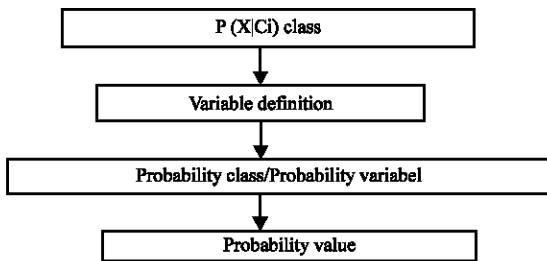 P (X|Ci) class
Variable definition
Probability class/Probability variabel
Probability value